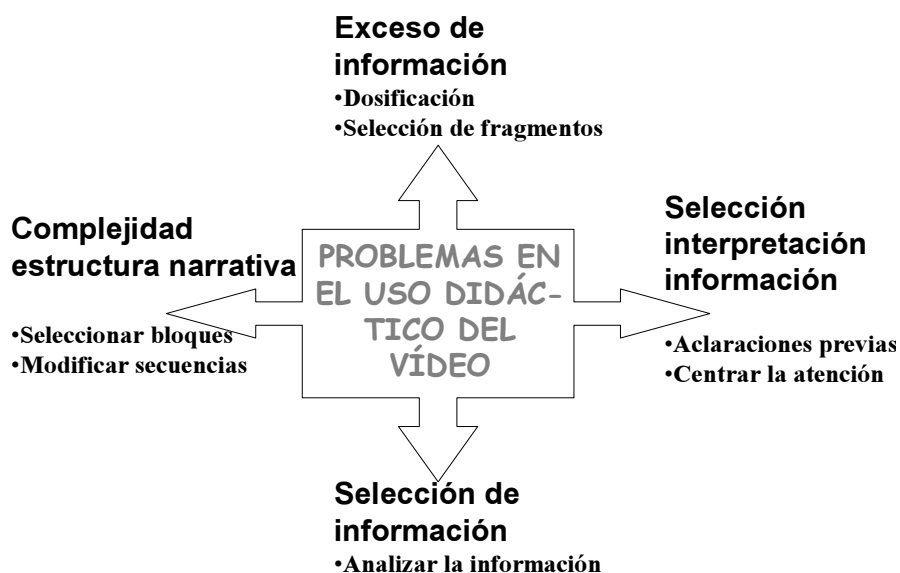 Exceso de
información
•Dosificación
•Selección de fragmentos
Complejidad
estructura narrativa
•Seleccionar bloques
•Modificar secuencias
PROBLEMAS EN
EL USO DIDÁC-
TICO DEL
VÍDEO
Selección
interpretación
información
•Aclaraciones previas
•Centrar la atención
Selección de
información
•Analizar la información